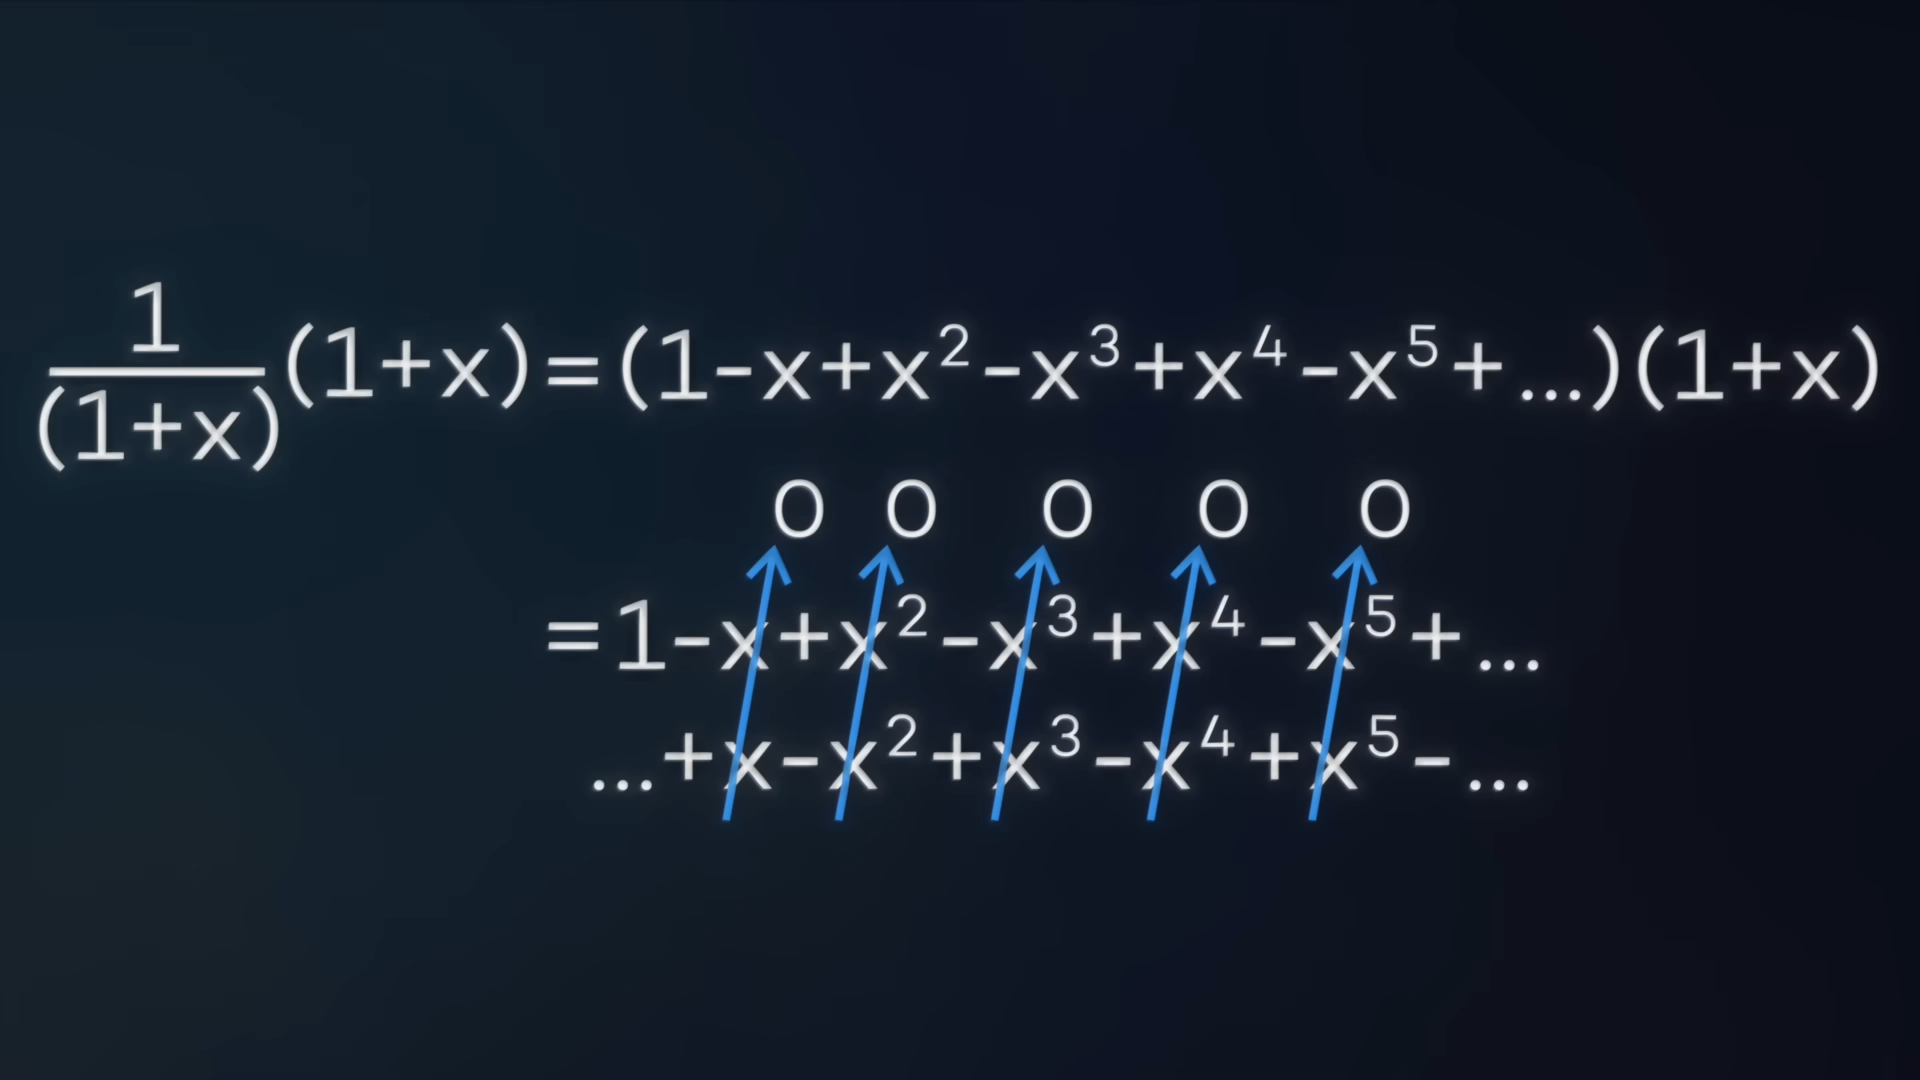 1/(1+x) (1+x)=(1-x+x²-x³+x⁴-x⁵+...)(1+x)
0 0 0 0 0
=1-x+x²-x³+x⁴-x⁵+...
...+x-x²+x³-x⁴+x⁵-...